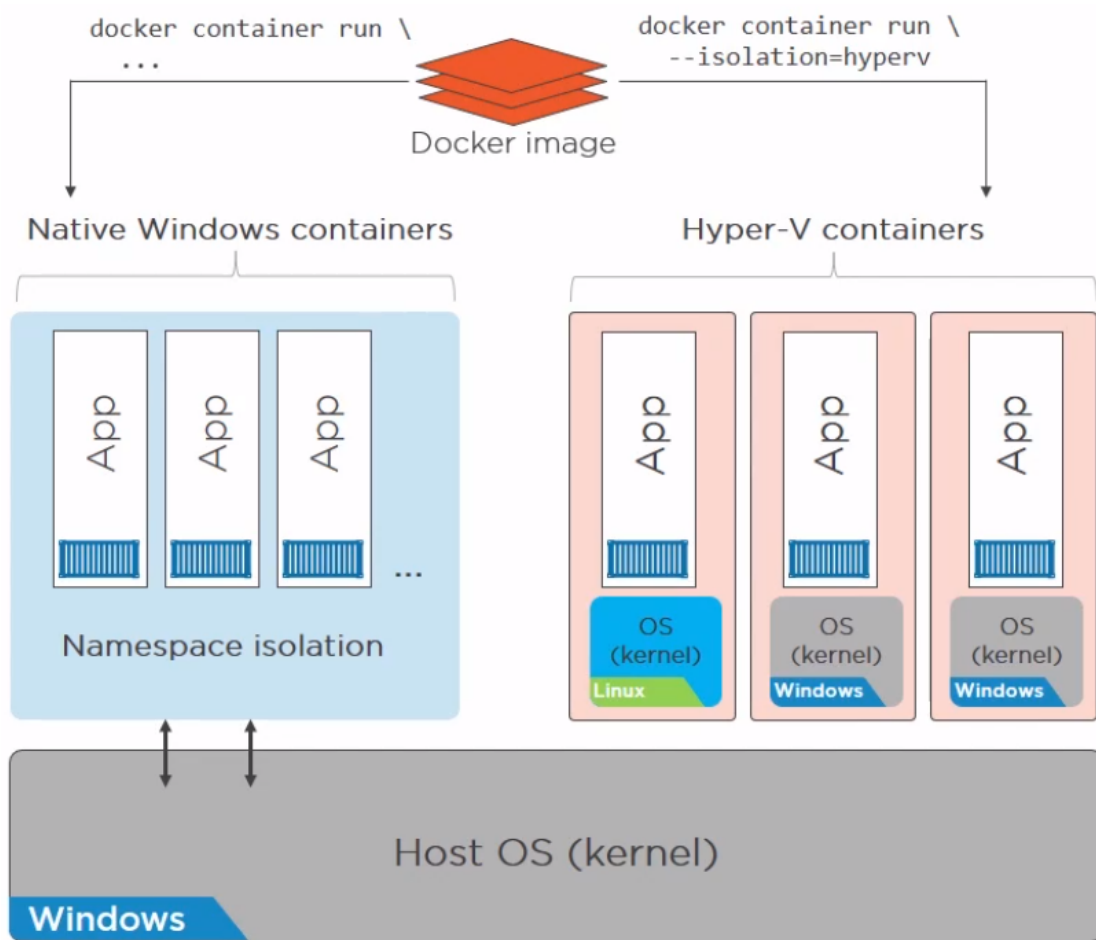 docker container run \
...
docker container run \
--isolation=hyperv
Docker image
Native Windows containers
Hyper-V containers
App
App
App
...
Namespace isolation
App
App
App
OS
(kernel)
Linux
OS
(kernel)
Windows
OS
(kernel)
Windows
Host OS (kernel)
Windows